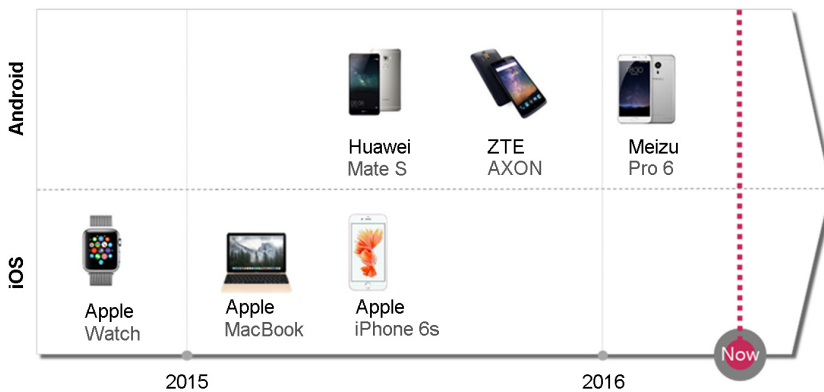 Android
Huawei
Mate S
ZTE
AXON
Meizu
Pro 6
iOS
Apple
Watch
Apple
MacBook
Apple
iPhone 6s
Now
2015
2016